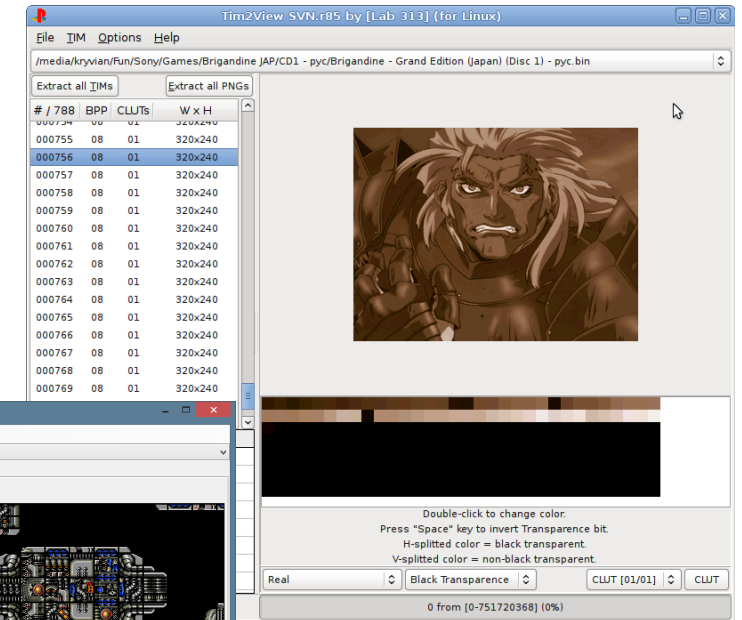 Tim2View SVN.r85 by [Lab 313] (for Linux)
File TIM Options Help
/media/kryvian/Fun/Sony/Games/Brigandine JAP/CD1 - pyc/Brigandine - Grand Edition (Japan) (Disc 1) - pyc.bin
Extract all TIMs Extract all PNGs
# / 788 BPP CLUTs W x H
000754 08 01 320x240
000755 08 01 320x240
000756 08 01 320x240
000757 08 01 320x240
000758 08 01 320x240
000759 08 01 320x240
000760 08 01 320x240
000761 08 01 320x240
000762 08 01 320x240
000763 08 01 320x240
000764 08 01 320x240
000765 08 01 320x240
000766 08 01 320x240
000767 08 01 320x240
000768 08 01 320x240
000769 08 01 320x240
Double-click to change color.
Press "Space" key to invert Transparence bit.
H-splitted color = black transparent.
V-splitted color = non-black transparent.
Real Black Transparence CLUT [01/01] CLUT
0 from [0-751720368] (0%)